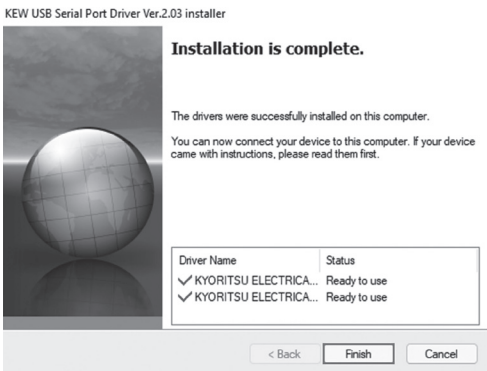 KEW USB Serial Port Driver Ver.2.03 installer
Installation is complete.
The drivers were successfully installed on this computer.
You can now connect your device to this computer. If your device
came with instructions, please read them first.
Driver Name Status
KYORITSU ELECTRICA... Ready to use
KYORITSU ELECTRICA... Ready to use
< Back Finish Cancel